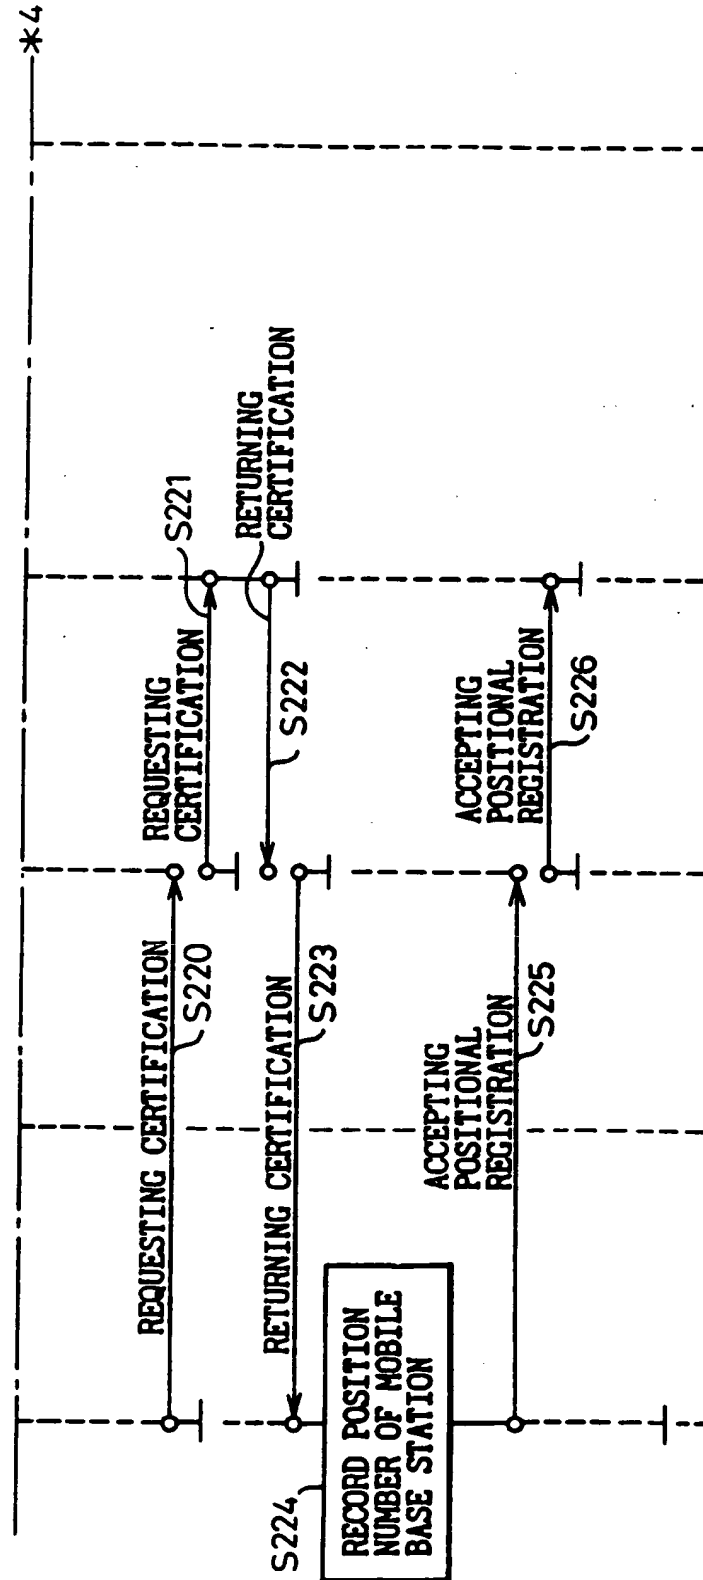 *4
REQUESTING CERTIFICATION
S220
REQUESTING
CERTIFICATION
S221
RETURNING
CERTIFICATION
S222
RETURNING CERTIFICATION
S223
S224
RECORD POSITION
NUMBER OF MOBILE
BASE STATION
ACCEPTING
POSITIONAL
REGISTRATION
S225
ACCEPTING
POSITIONAL
REGISTRATION
S226